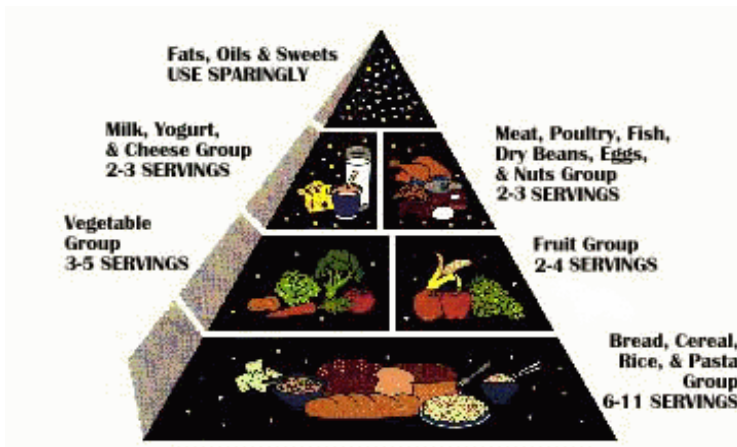 Fats, Oils & Sweets
USE SPARINGLY
Milk, Yogurt,
& Cheese Group
2-3 SERVINGS
Meat, Poultry, Fish,
Dry Beans, Eggs,
& Nuts Group
2-3 SERVINGS
Vegetable
Group
3-5 SERVINGS
Fruit Group
2-4 SERVINGS
Bread, Cereal,
Rice, & Pasta
Group
6-11 SERVINGS